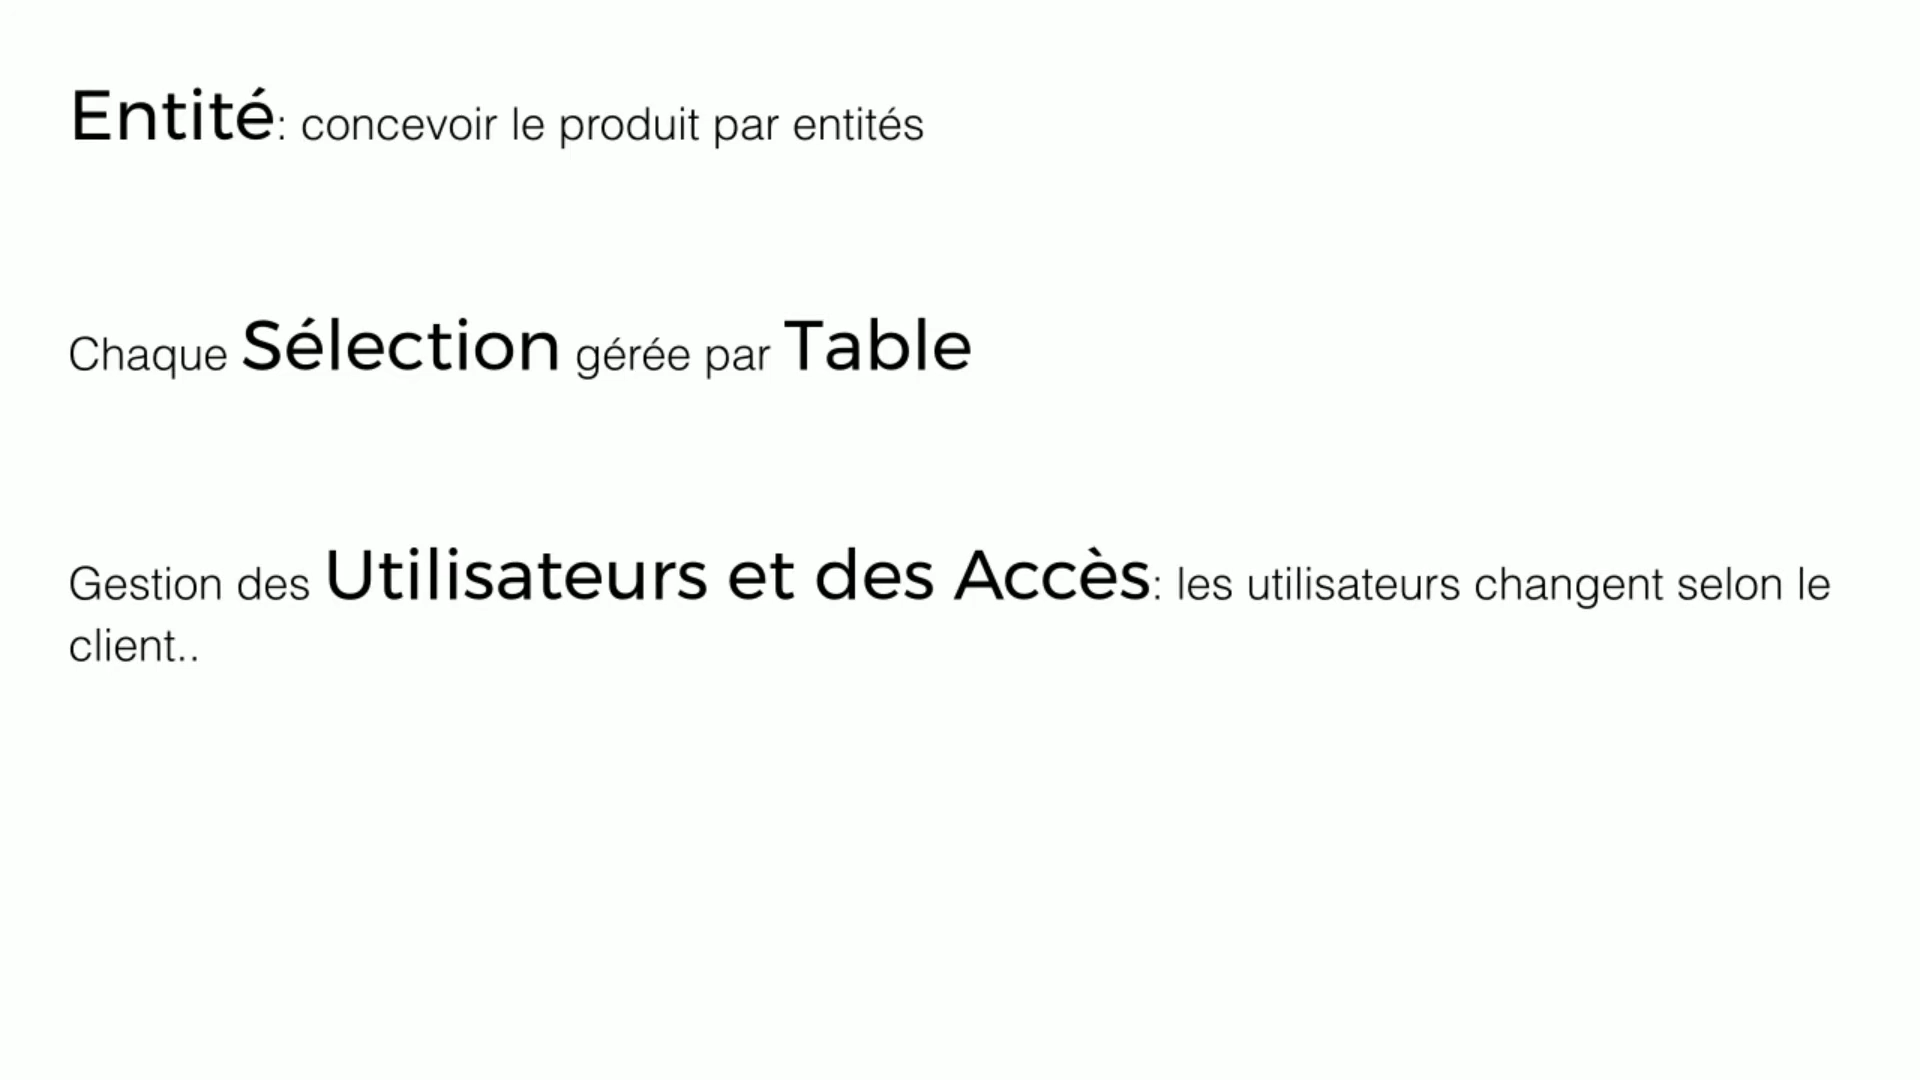 Entité: concevoir le produit par entités
Chaque Sélection gérée par Table
Gestion des Utilisateurs et des Accès: les utilisateurs changent selon le
client..